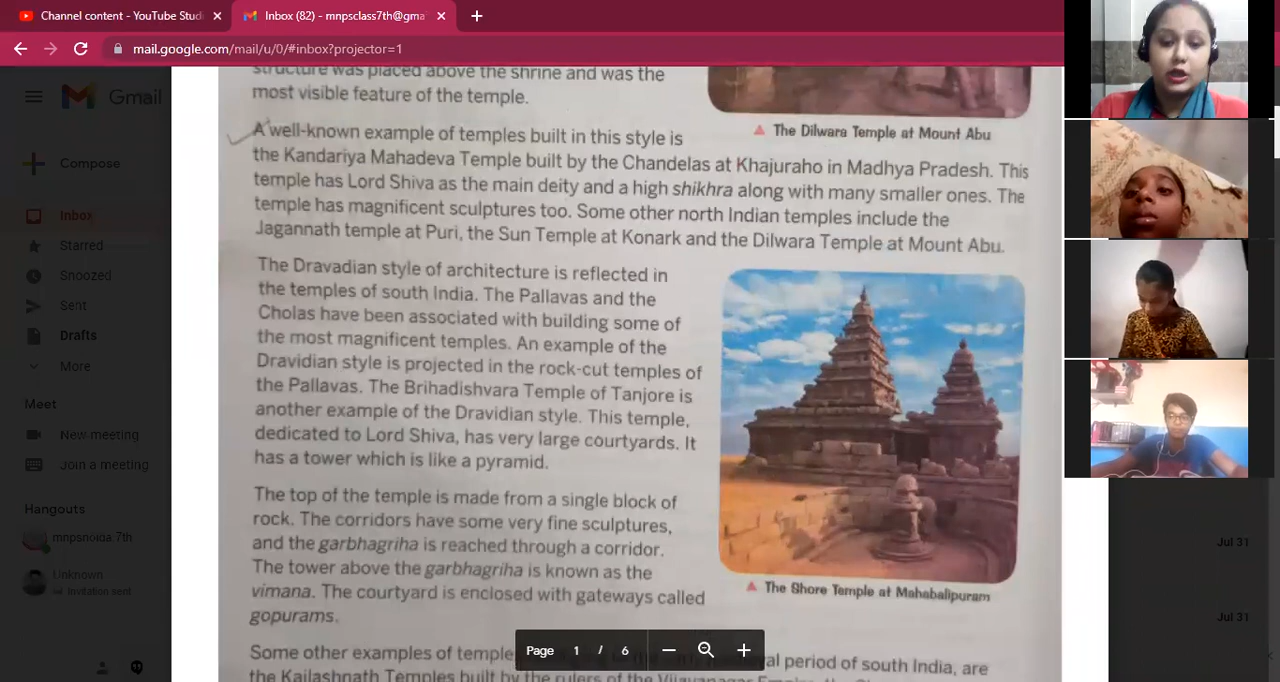 Channel content - YouTube Stud
Inbox (82) - mnpsclass7th@gma
mail.google.com/mail/u/0/#inbox?projector=1
Gmail
Compose
Inbox
Starred
Snoozed
Sent
Drafts
More
Meet
New meeting
Join a meeting
Hangouts
mnpsnoida.7th
Unknown
Invitation sent
structure was placed above the shrine and was the
most visible feature of the temple.
The Dilwara Temple at Mount Abu
A well-known example of temples built in this style is
the Kandariya Mahadeva Temple built by the Chandelas at Khajuraho in Madhya Pradesh. This
temple has Lord Shiva as the main deity and a high shikhra along with many smaller ones. The
temple has magnificent sculptures too. Some other north Indian temples include the
Jagannath temple at Puri, the Sun Temple at Konark and the Dilwara Temple at Mount Abu.
The Dravadian style of architecture is reflected in
the temples of south India. The Pallavas and the
Cholas have been associated with building some of
the most magnificent temples. An example of the
Dravidian style is projected in the rock-cut temples of
the Pallavas. The Brihadishvara Temple of Tanjore is
another example of the Dravidian style. This temple,
dedicated to Lord Shiva, has very large courtyards. It
has a tower which is like a pyramid.
The top of the temple is made from a single block of
rock. The corridors have some very fine sculptures,
and the garbhagriha is reached through a corridor.
The tower above the garbhagriha is known as the
vimana. The courtyard is enclosed with gateways called
gopurams.
The Shore Temple at Mahabalipuram
Some other examples of temple al period of south India, are
the Kailashnath Temples built by the rulers of the Vijayanagar
Page 1 / 6
Jul 31
Jul 31